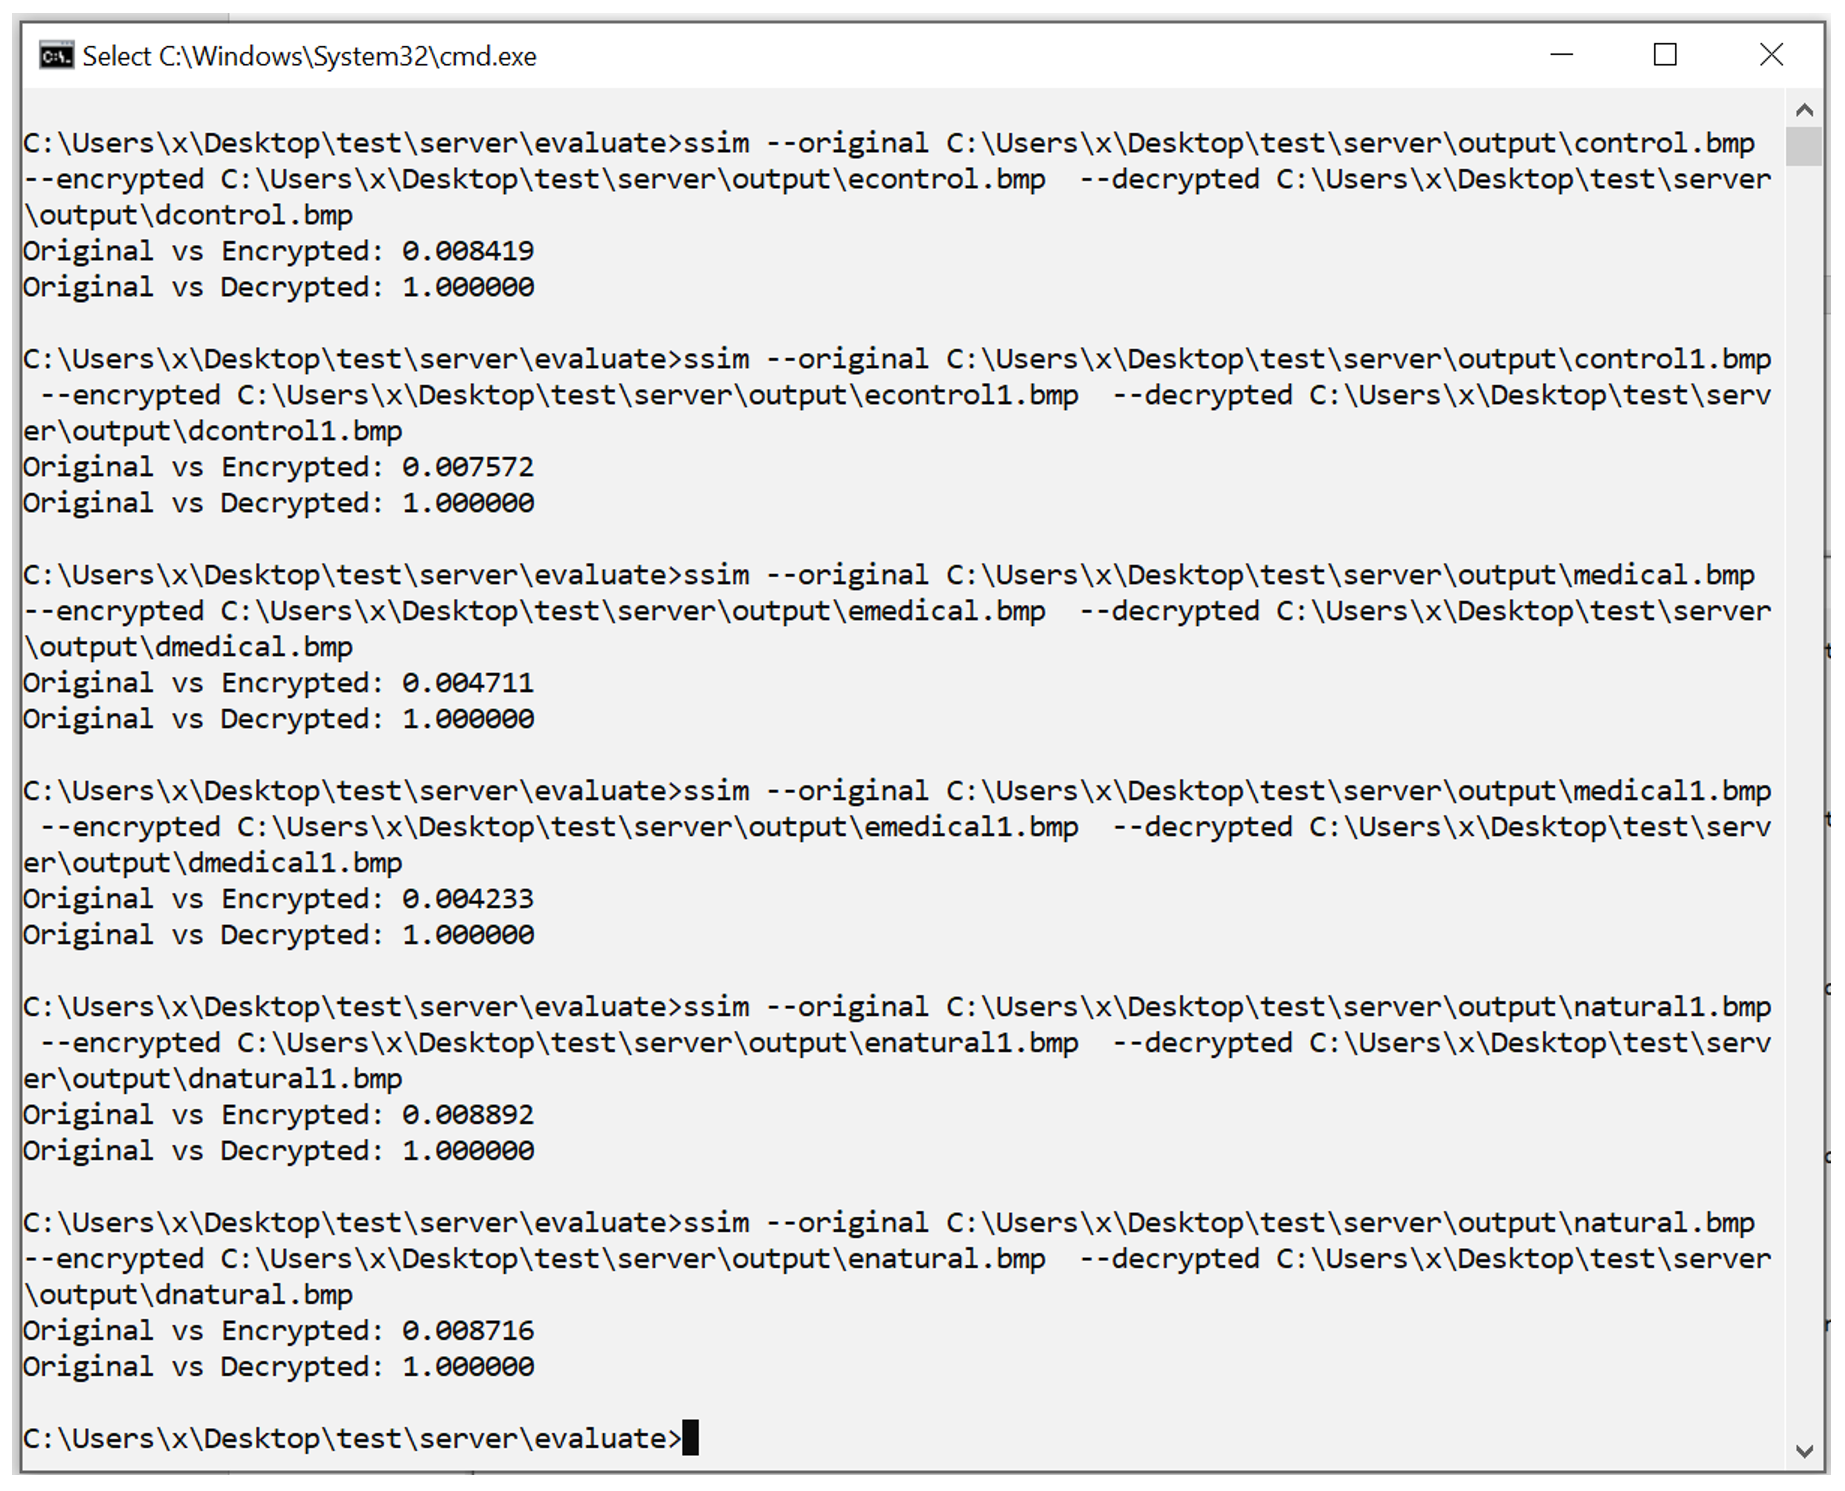 Select C:\Windows\System32\cmd.exe
C:\Users\x\Desktop\test\server\evaluate>ssim --original C:\Users\x\Desktop\test\server\output\control.bmp
--encrypted C:\Users\x\Desktop\test\server\output\econtrol.bmp  --decrypted C:\Users\x\Desktop\test\server
\output\dcontrol.bmp
Original vs Encrypted: 0.008419
Original vs Decrypted: 1.000000
C:\Users\x\Desktop\test\server\evaluate>ssim --original C:\Users\x\Desktop\test\server\output\control1.bmp
 --encrypted C:\Users\x\Desktop\test\server\output\econtrol1.bmp  --decrypted C:\Users\x\Desktop\test\serv
er\output\dcontrol1.bmp
Original vs Encrypted: 0.007572
Original vs Decrypted: 1.000000
C:\Users\x\Desktop\test\server\evaluate>ssim --original C:\Users\x\Desktop\test\server\output\medical.bmp
--encrypted C:\Users\x\Desktop\test\server\output\emedical.bmp  --decrypted C:\Users\x\Desktop\test\server
\output\dmedical.bmp
Original vs Encrypted: 0.004711
Original vs Decrypted: 1.000000
C:\Users\x\Desktop\test\server\evaluate>ssim --original C:\Users\x\Desktop\test\server\output\medical1.bmp
 --encrypted C:\Users\x\Desktop\test\server\output\emedical1.bmp  --decrypted C:\Users\x\Desktop\test\serv
er\output\dmedical1.bmp
Original vs Encrypted: 0.004233
Original vs Decrypted: 1.000000
C:\Users\x\Desktop\test\server\evaluate>ssim --original C:\Users\x\Desktop\test\server\output\natural1.bmp
 --encrypted C:\Users\x\Desktop\test\server\output\enatural1.bmp  --decrypted C:\Users\x\Desktop\test\serv
er\output\dnatural1.bmp
Original vs Encrypted: 0.008892
Original vs Decrypted: 1.000000
C:\Users\x\Desktop\test\server\evaluate>ssim --original C:\Users\x\Desktop\test\server\output\natural.bmp
--encrypted C:\Users\x\Desktop\test\server\output\enatural.bmp  --decrypted C:\Users\x\Desktop\test\server
\output\dnatural.bmp
Original vs Encrypted: 0.008716
Original vs Decrypted: 1.000000
C:\Users\x\Desktop\test\server\evaluate>